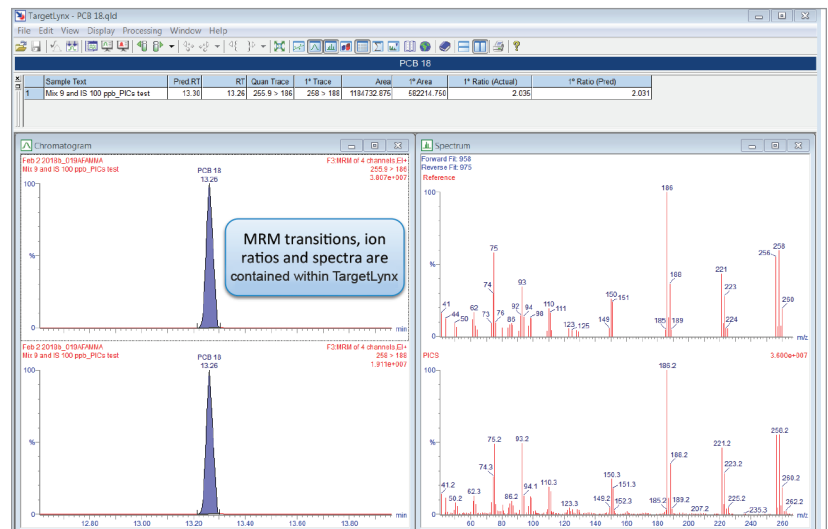 TargetLynx - PCB 18.qld
File Edit View Display Processing Window Help
PCB 18
Sample Text Pred.RT RT Quan Trace 1° Trace Area 1° Area 1° Ratio (Actual) 1° Ratio (Pred)
1 Mix 9 and IS 100 ppb_PICs test 13.30 13.26 255.9 > 186 258 > 188 1184732.875 582214.750 2.035 2.031
Chromatogram
Feb 2 2018b_019AFAMMA
Mix 9 and IS 100 ppb_PICs test
F3:MRM of 4 channels,EI+
255.9 > 186
3.807e+007
PCB 18
13.26
100
%
0
min
MRM transitions, ion
ratios and spectra are
contained within TargetLynx
Mix 9 and IS 100 ppb_PICs test
F3:MRM of 4 channels,EI+
258 > 188
1.911e+007
PCB 18
13.26
100
%
0
min
12.80 13.00 13.20 13.40 13.60 13.80
Spectrum
Forward Fit: 958
Reverse Fit: 975
Reference
100
%
0
41 44 50 62 73 74 75 76 86 92 93 94 98 110 111 123 125 149 150 151 185 186 188 189 221 223 224 256 258 260
m/z
PICS
3.600e+007
100
%
0
41.2 50.2 62.3 74.3 75.2 86.2 93.2 94.1 110.3 123.3 149.2 150.3 151.3 152.3 185.2 186.2 188.2 189.2 207.2 221.2 223.2 225.2 235.3 258.2 260.2 262.2
m/z
60 80 100 120 140 160 180 200 220 240 260